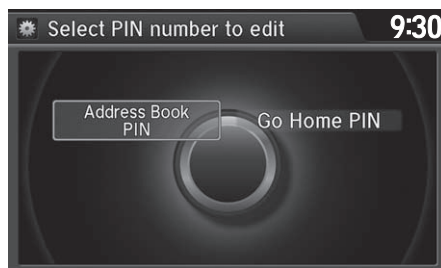 Select PIN number to edit
9:30
Address Book
PIN
Go Home PIN